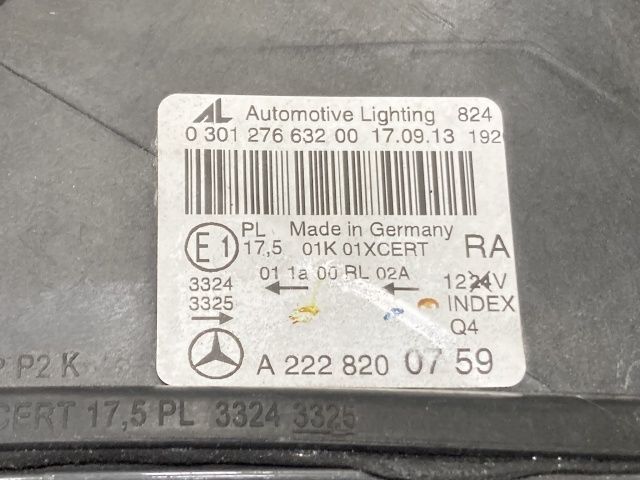 AL Automotive Lighting 824
0 301 276 632 00 17.09.13 192
E1 PL 17,5 Made in Germany 01K 01XCERT RA
01 1a 00 RL 02A
3324 ← ← 12 24V
3325 → INDEX
Q4
A 222 820 07 59
P P2 K
CERT 17,5 PL 3324 3325